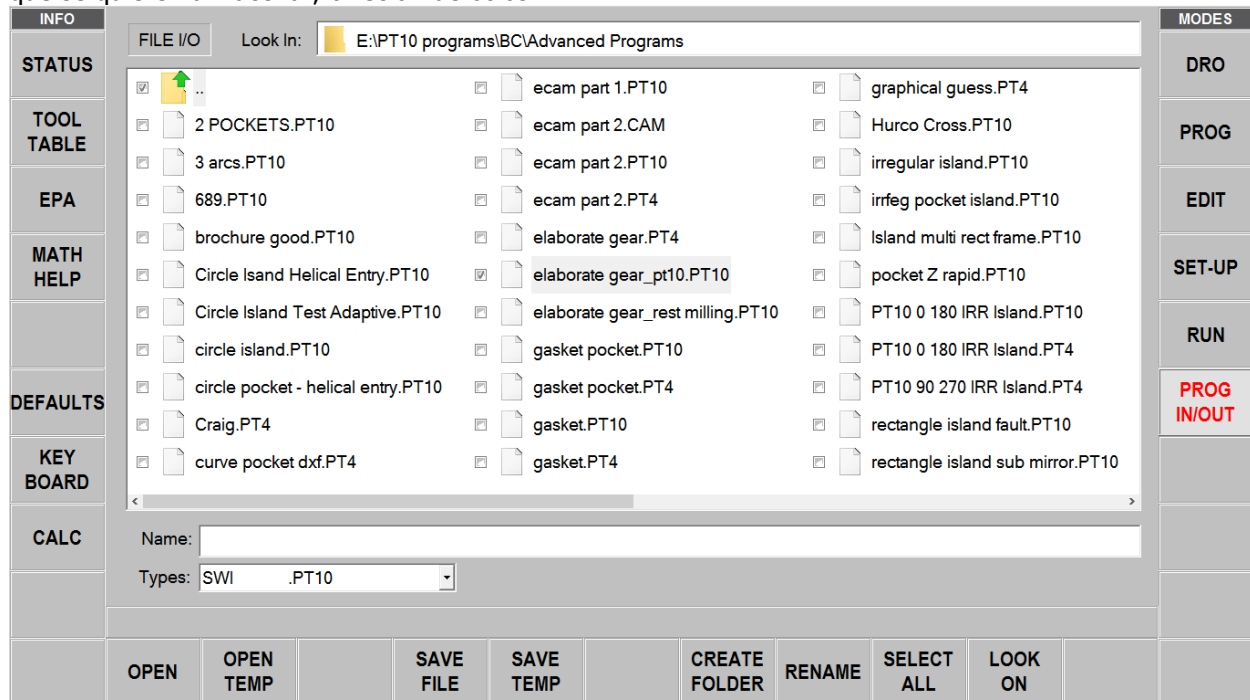 INFO
STATUS
TOOL
TABLE
EPA
MATH
HELP
DEFAULTS
KEY
BOARD
CALC
FILE I/O Look In: E:\PT10 programs\BC\Advanced Programs
..
2 POCKETS.PT10
3 arcs.PT10
689.PT10
brochure good.PT10
Circle Isand Helical Entry.PT10
Circle Island Test Adaptive.PT10
circle island.PT10
circle pocket - helical entry.PT10
Craig.PT4
curve pocket dxf.PT4
ecam part 1.PT10
ecam part 2.CAM
ecam part 2.PT10
ecam part 2.PT4
elaborate gear.PT4
elaborate gear_pt10.PT10
elaborate gear_rest milling.PT10
gasket pocket.PT10
gasket pocket.PT4
gasket.PT10
gasket.PT4
graphical guess.PT4
Hurco Cross.PT10
irregular island.PT10
irrfeg pocket island.PT10
Island multi rect frame.PT10
pocket Z rapid.PT10
PT10 0 180 IRR Island.PT10
PT10 0 180 IRR Island.PT4
PT10 90 270 IRR Island.PT4
rectangle island fault.PT10
rectangle island sub mirror.PT10
Name:
Types: SWI .PT10
OPEN
OPEN
TEMP
SAVE
FILE
SAVE
TEMP
CREATE
FOLDER
RENAME
SELECT
ALL
LOOK
ON
MODES
DRO
PROG
EDIT
SET-UP
RUN
PROG
IN/OUT